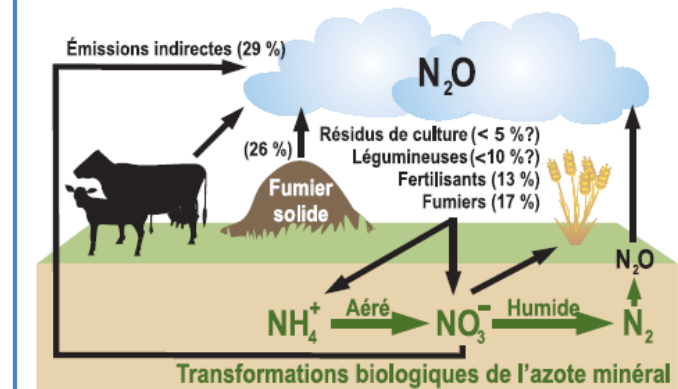 Émissions indirectes (29 %)
N₂O
(26 %)
Résidus de culture (< 5 %?)
Légumineuses (<10 %?)
Fertilisants (13 %)
Fumiers (17 %)
Fumier
solide
N₂O
NH₄⁺ Aéré NO₃⁻ Humide N₂
Transformations biologiques de l'azote minéral